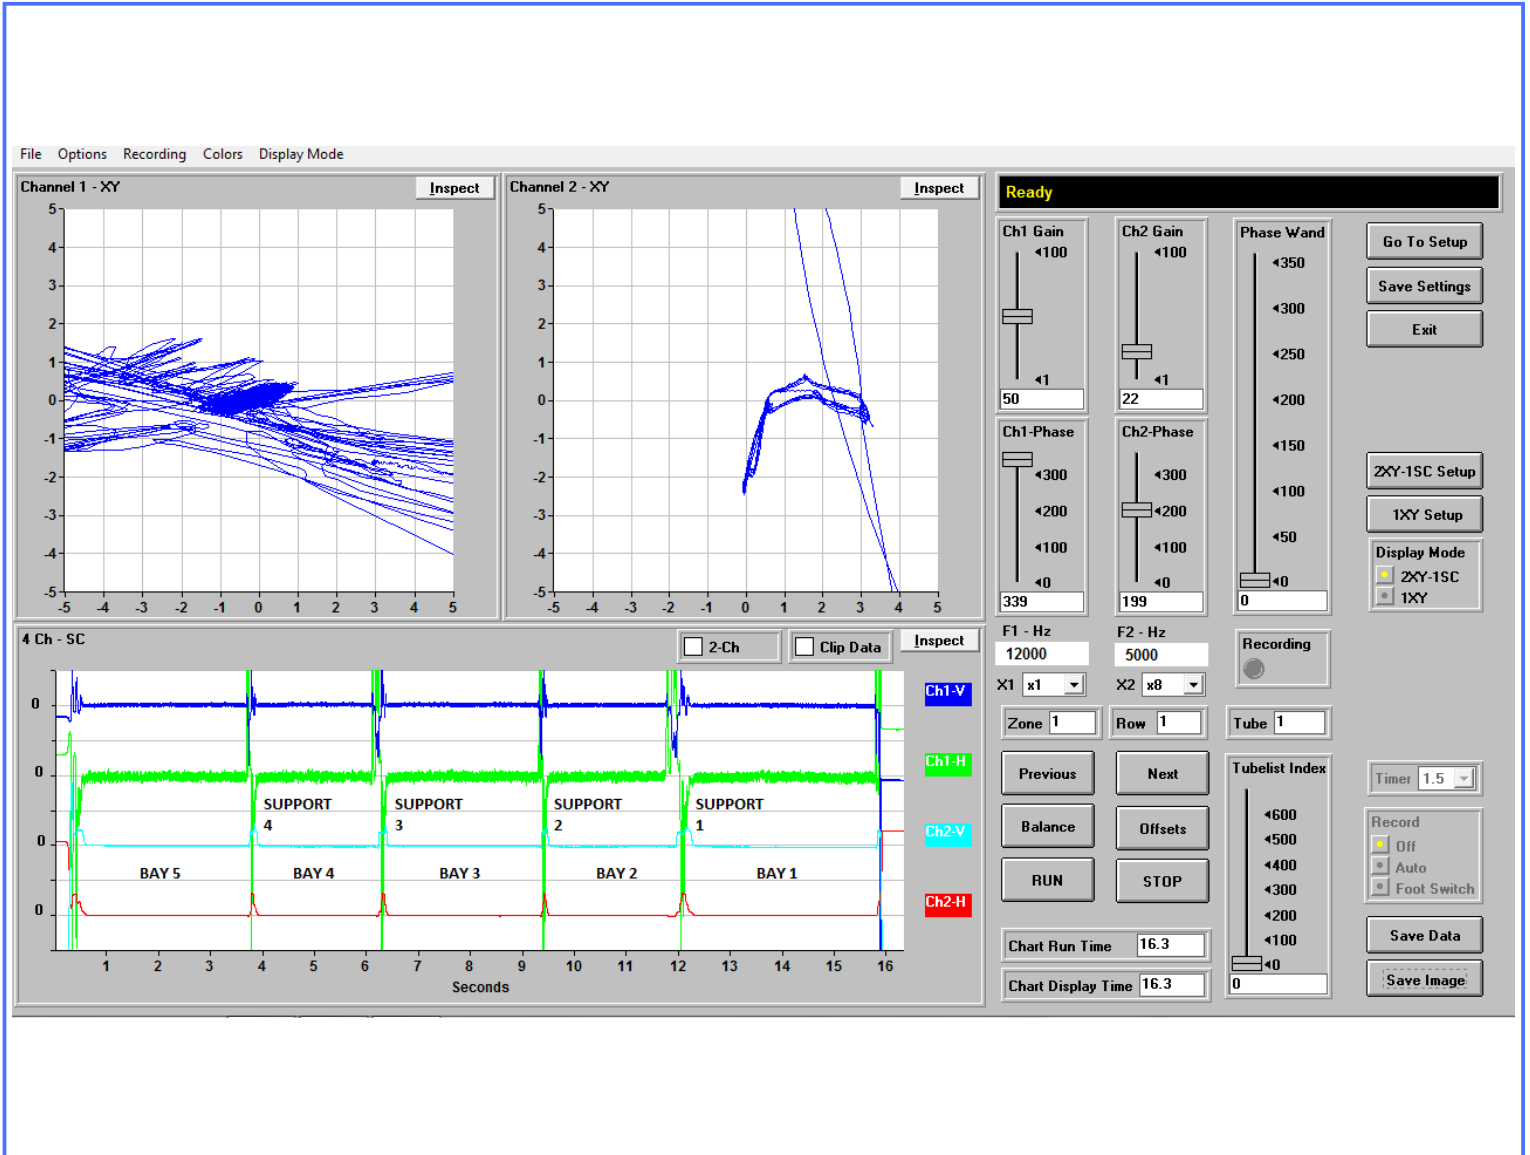 File Options Recording Colors Display Mode
Channel 1 - XY
Inspect
5
4
3
2
1
0
-1
-2
-3
-4
-5
-5 -4 -3 -2 -1 0 1 2 3 4 5
Channel 2 - XY
Inspect
5
4
3
2
1
0
-1
-2
-3
-4
-5
-5 -4 -3 -2 -1 0 1 2 3 4 5
4 Ch - SC
2-Ch
Clip Data
Inspect
0
0
0
0
Ch1-V
Ch1-H
Ch2-V
Ch2-H
SUPPORT
4
SUPPORT
3
SUPPORT
2
SUPPORT
1
BAY 5
BAY 4
BAY 3
BAY 2
BAY 1
1 2 3 4 5 6 7 8 9 10 11 12 13 14 15 16
Seconds
Ready
Ch1 Gain
100
1
50
Ch2 Gain
100
1
22
Phase Wand
350
300
250
200
150
100
50
0
0
Ch1-Phase
300
200
100
0
339
Ch2-Phase
300
200
100
0
199
Go To Setup
Save Settings
Exit
2XY-1SC Setup
1XY Setup
Display Mode
2XY-1SC
1XY
F1 - Hz
12000
F2 - Hz
5000
X1 x1
X2 x8
Recording
Zone 1
Row 1
Tube 1
Previous
Next
Balance
Offsets
RUN
STOP
Chart Run Time 16.3
Chart Display Time 16.3
Tubelist Index
600
500
400
300
200
100
0
0
Timer 1.5
Record
Off
Auto
Foot Switch
Save Data
Save Image